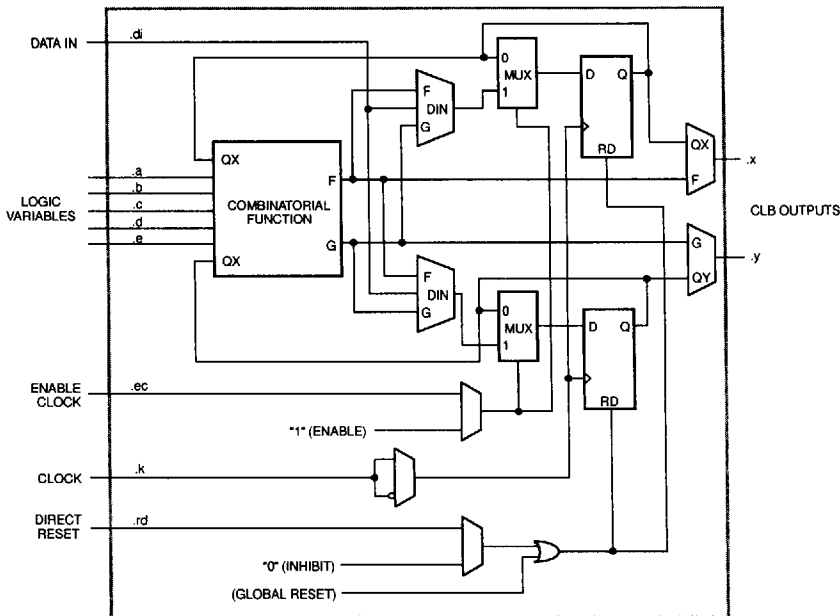 DATA IN
.di
0
MUX
1
D Q
RD
F
DIN
G
QX
F
.x
QX
COMBINATORIAL
FUNCTION
F
G
QX
LOGIC
VARIABLES
.a
.b
.c
.d
.e
CLB OUTPUTS
G
QY
.y
F
DIN
G
0
MUX
1
D Q
RD
ENABLE
CLOCK
.ec
"1" (ENABLE)
CLOCK
.k
DIRECT
RESET
.rd
"0" (INHIBIT)
(GLOBAL RESET)